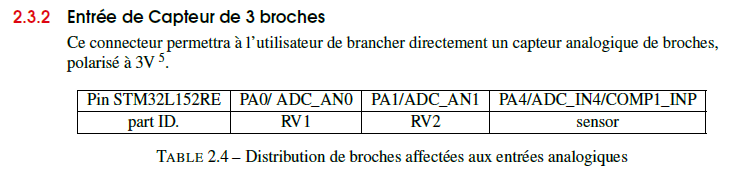 2.3.2 Entrée de Capteur de 3 broches
Ce connecteur permettra à l'utilisateur de brancher directement un capteur analogique de broches,
polarisé à 3V 5.
Pin STM32L152RE PA0/ ADC_AN0 PA1/ADC_AN1 PA4/ADC_IN4/COMP1_INP
part ID. RV1 RV2 sensor
TABLE 2.4 – Distribution de broches affectées aux entrées analogiques